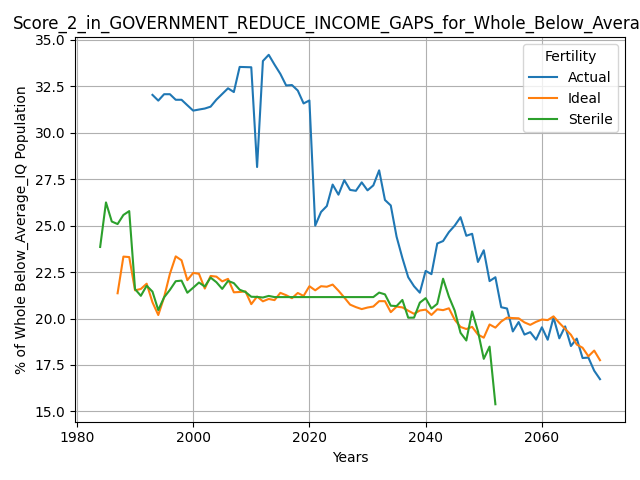 Score_2_in_GOVERNMENT_REDUCE_INCOME_GAPS_for_Whole_Below_Avera
35.0
32.5
30.0
27.5
25.0
22.5
20.0
17.5
15.0
% of Whole Below_Average_IQ Population
Fertility
Actual
Ideal
Sterile
1980 2000 2020 2040 2060
Years